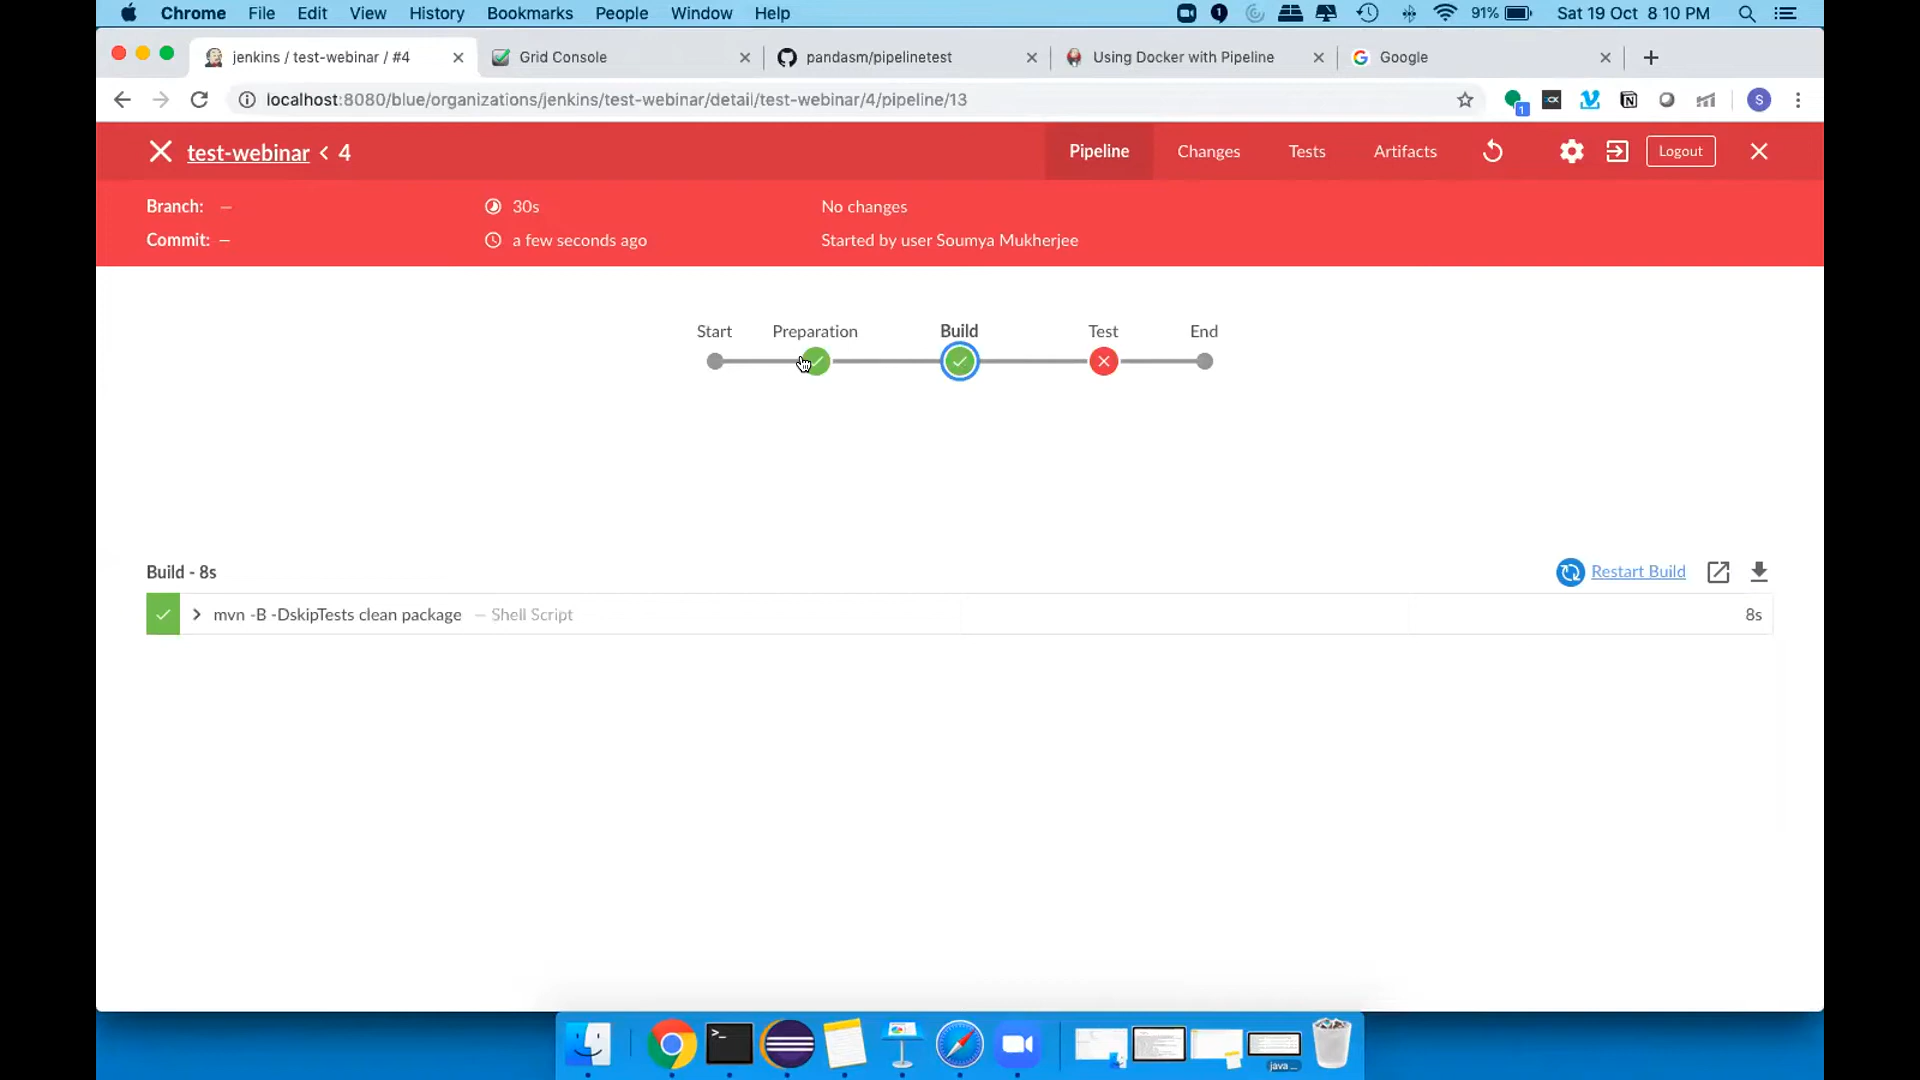 Chrome File Edit View History Bookmarks People Window Help 91% Sat 19 Oct 8:10 PM
jenkins / test-webinar / #4 Grid Console pandasm/pipelinetest Using Docker with Pipeline Google
localhost:8080/blue/organizations/jenkins/test-webinar/detail/test-webinar/4/pipeline/13 1 S
test-webinar < 4 Pipeline Changes Tests Artifacts Logout
Branch: — 30s No changes
Commit: — a few seconds ago Started by user Soumya Mukherjee
Start Preparation Build Test End
Build - 8s Restart Build
mvn -B -DskipTests clean package — Shell Script 8s
java ...